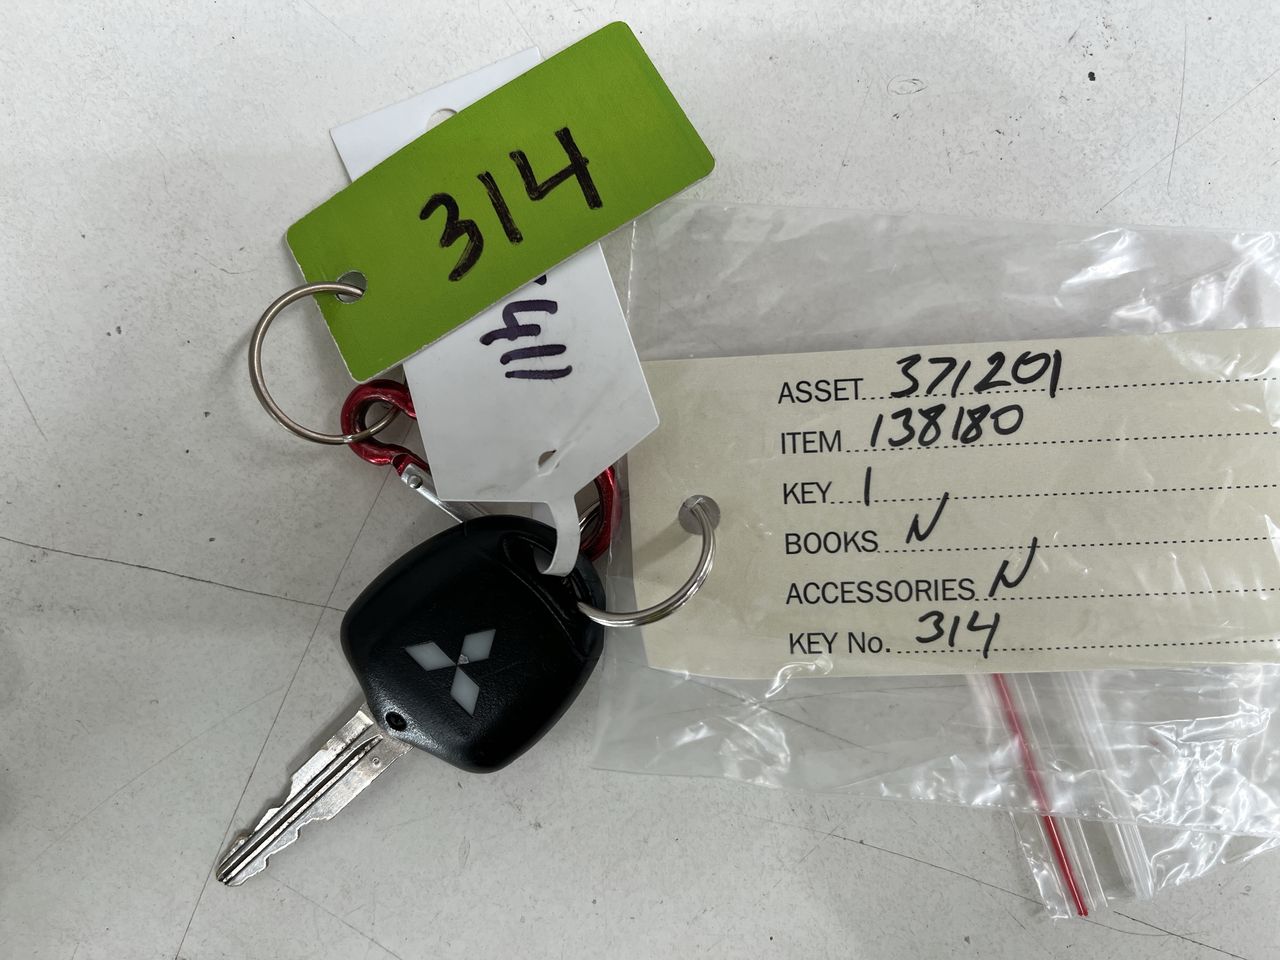 314
ASSET 371201
ITEM 138180
KEY 1
BOOKS N
ACCESSORIES N
KEY No. 314